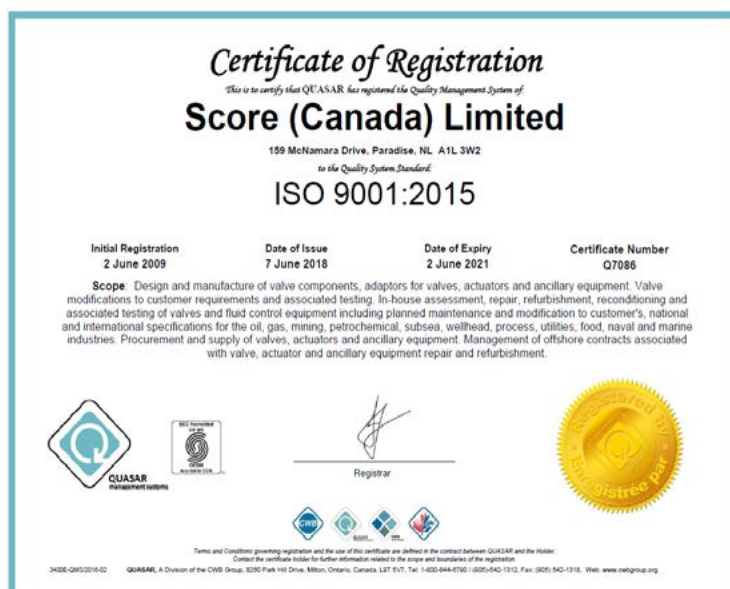 Certificate of Registration
This is to certify that QUASAR has registered the Quality Management System of:
Score (Canada) Limited
159 McNamara Drive, Paradise, NL A1L 3W2
to the Quality System Standard:
ISO 9001:2015
Initial Registration Date of Issue Date of Expiry Certificate Number
2 June 2009 7 June 2018 2 June 2021 Q7086
Scope: Design and manufacture of valve components, adaptors for valves, actuators and ancillary equipment. Valve
modifications to customer requirements and associated testing. In-house assessment, repair, refurbishment, reconditioning and
associated testing of valves and fluid control equipment including planned maintenance and modification to customer's, national
and international specifications for the oil, gas, mining, petrochemical, subsea, wellhead, process, utilities, food, naval and marine
industries. Procurement and supply of valves, actuators and ancillary equipment. Management of offshore contracts associated
with valve, actuator and ancillary equipment repair and refurbishment.
QUASAR
management systems
SCC Accredited
Registrar
Registered by
Enregistrée par
CWB
Terms and Conditions governing registration and the use of this certificate are defined in the contract between QUASAR and the Holder.
Contact the certificate holder for further information related to the scope and boundaries of the registration.
3400E-QMS/2016-02 QUASAR, A Division of the CWB Group, 8260 Park Hill Drive, Milton, Ontario, Canada, L9T 5V7, Tel: 1-800-844-6790 / (905)-542-1312, Fax: (905) 542-1318, Web: www.cwbgroup.org